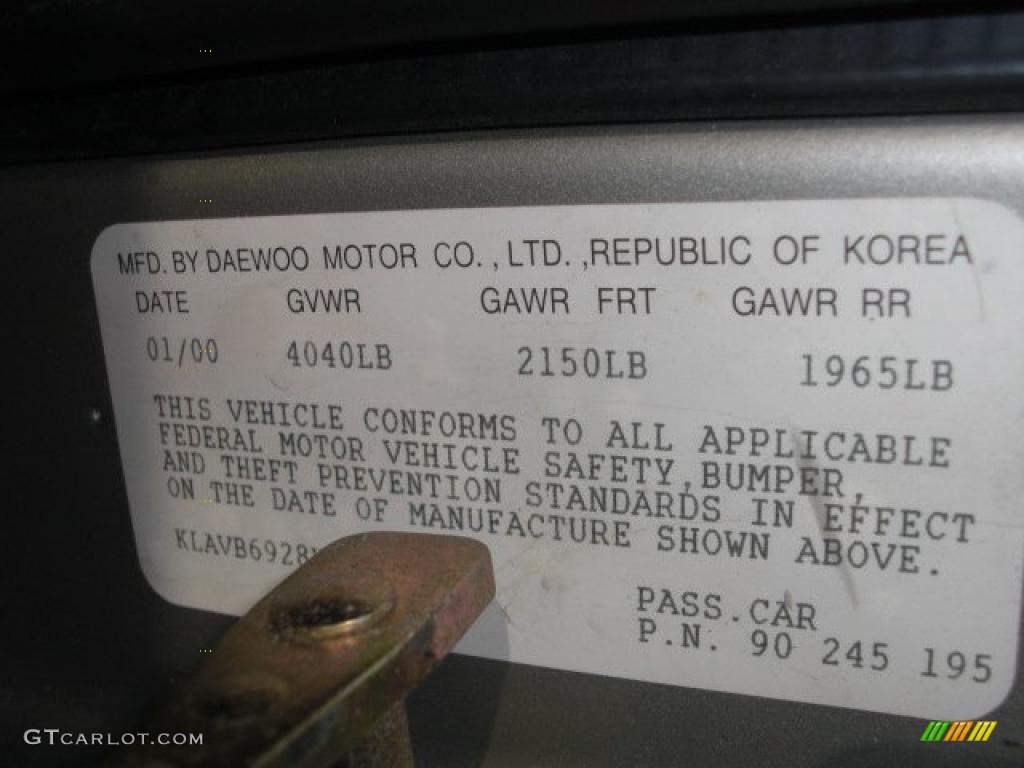 MFD. BY DAEWOO MOTOR CO., LTD., REPUBLIC OF KOREA
DATE GVWR GAWR FRT GAWR RR
01/00 4040LB 2150LB 1965LB
THIS VEHICLE CONFORMS TO ALL APPLICABLE
FEDERAL MOTOR VEHICLE SAFETY, BUMPER,
AND THEFT PREVENTION STANDARDS IN EFFECT
ON THE DATE OF MANUFACTURE SHOWN ABOVE.
KLAVB6928
PASS.CAR
P.N. 90 245 195
GTCARLOT.COM